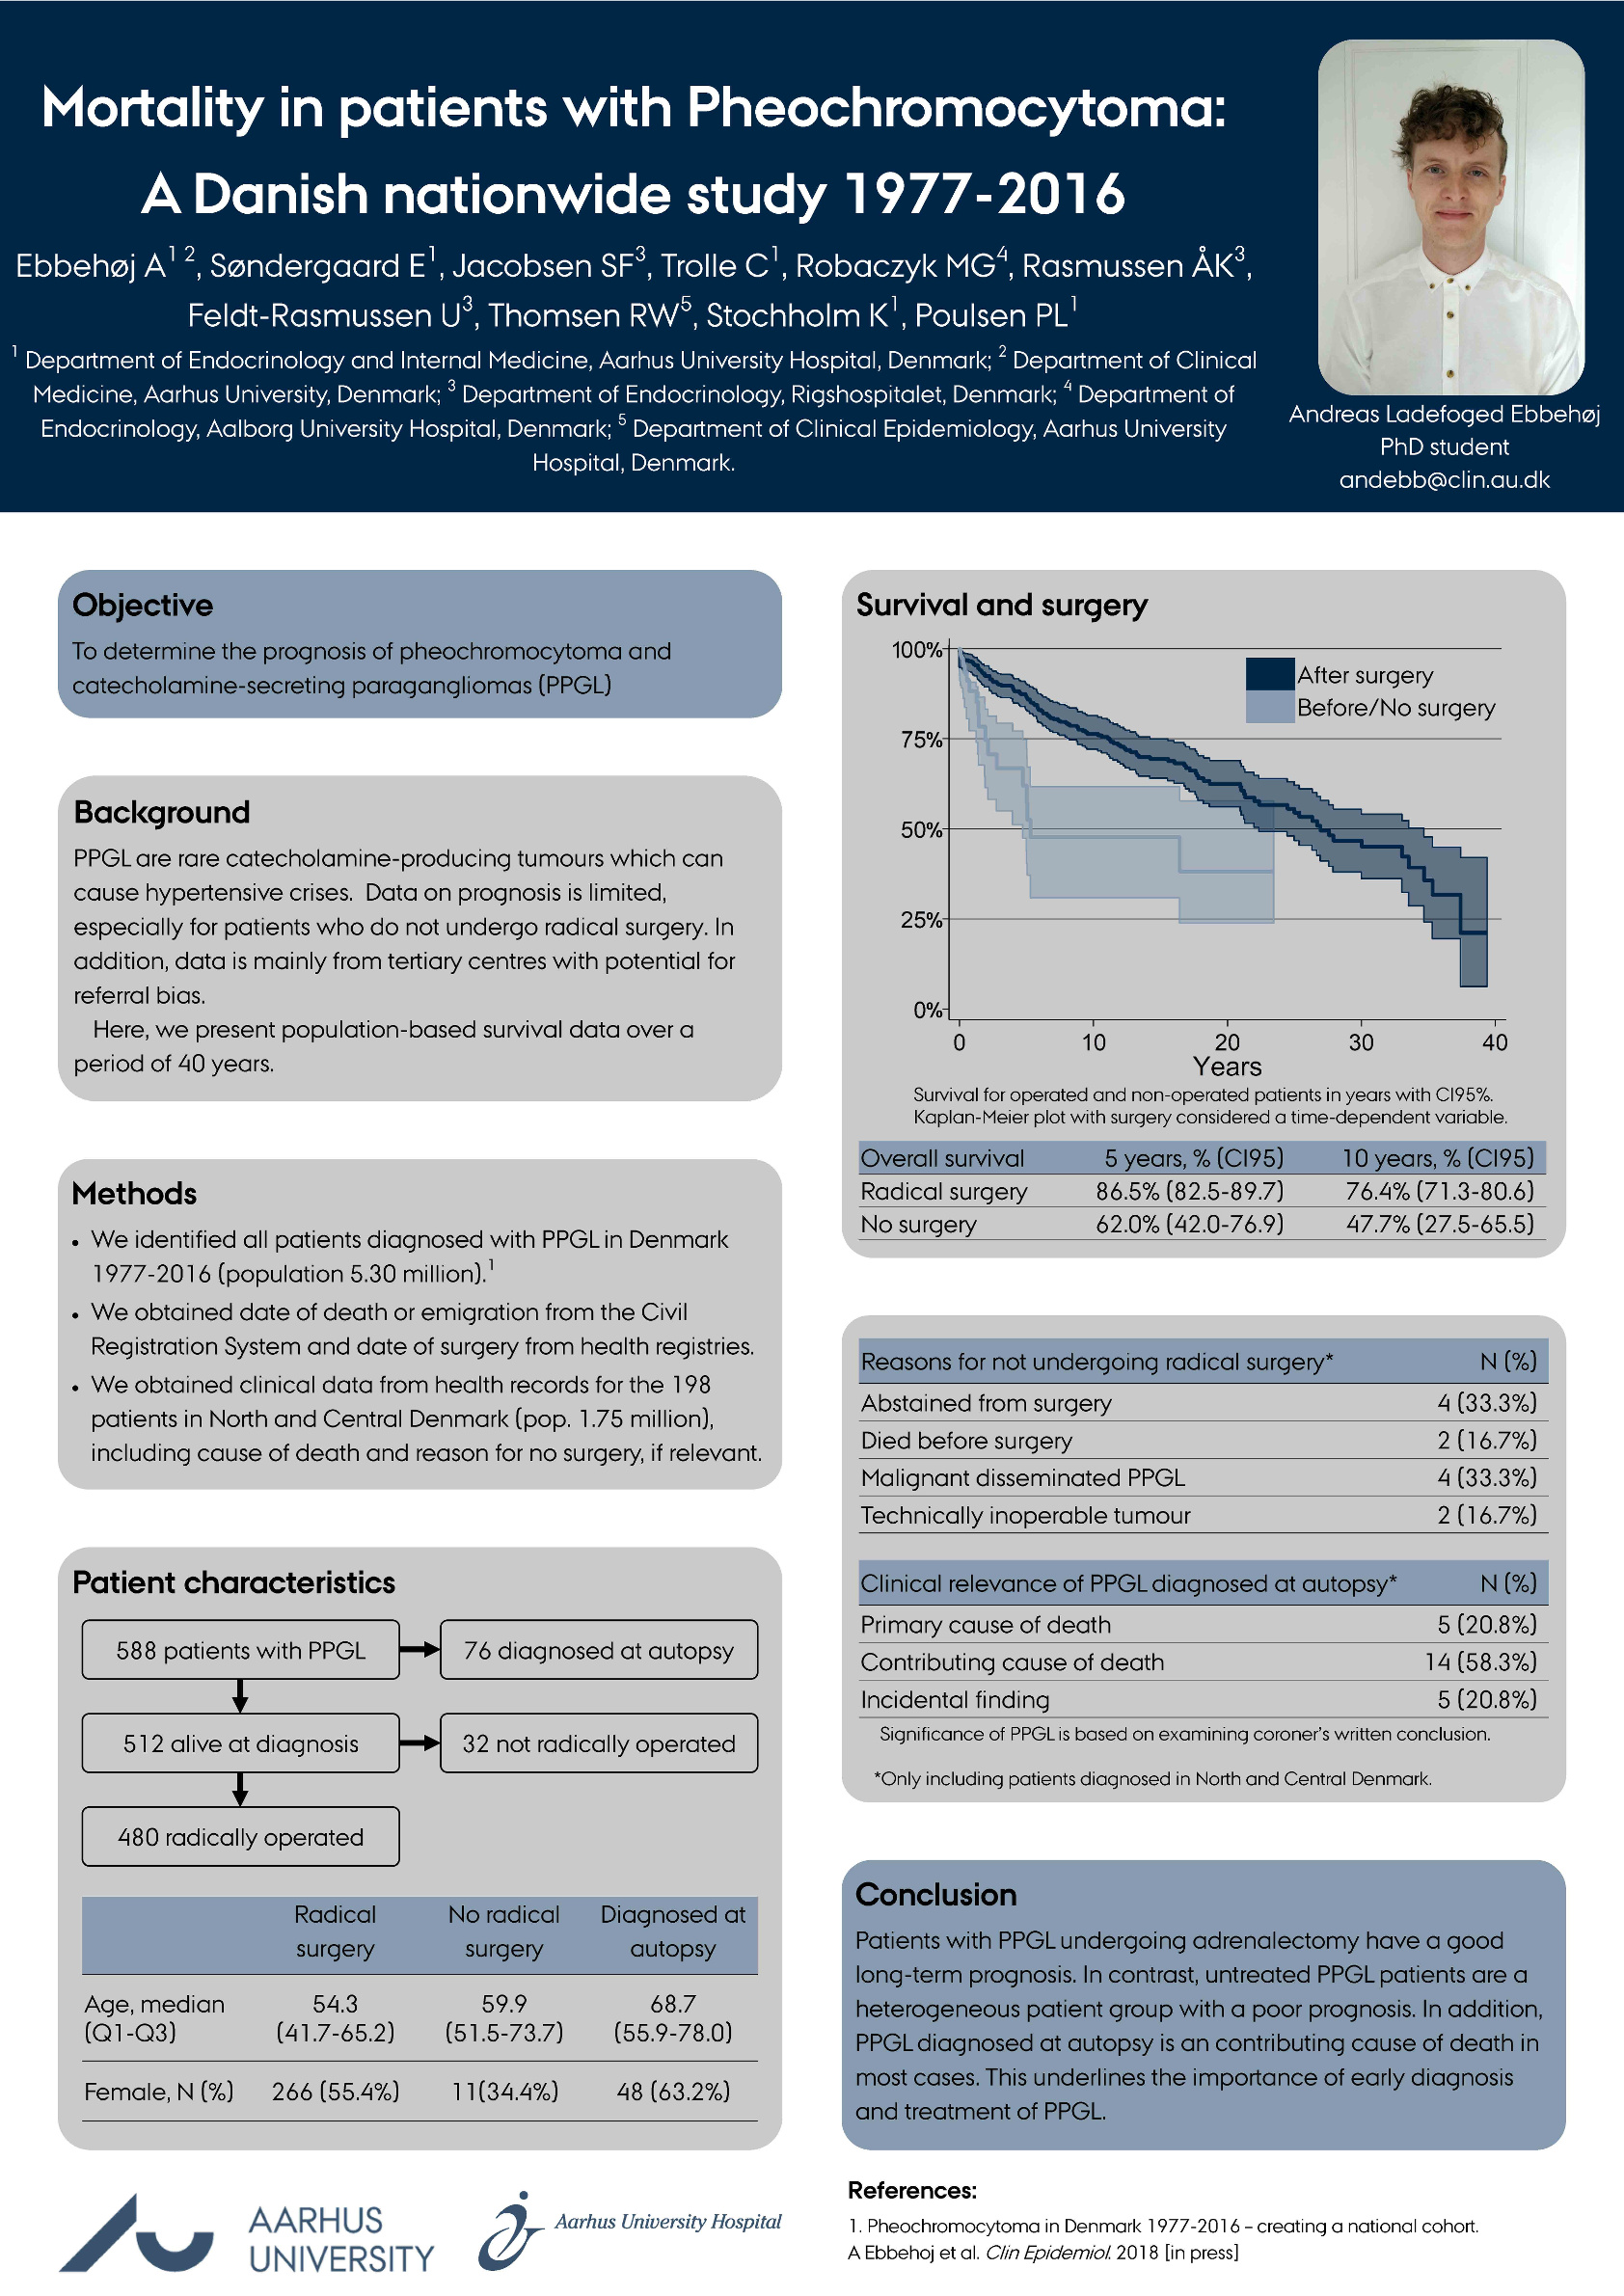 Mortality in patients with Pheochromocytoma:
A Danish nationwide study 1977-2016
Ebbehøj A1 2, Søndergaard E1, Jacobsen SF3, Trolle C1, Robaczyk MG4, Rasmussen ÅK3,
Feldt-Rasmussen U3, Thomsen RW5, Stochholm K1, Poulsen PL1
1 Department of Endocrinology and Internal Medicine, Aarhus University Hospital, Denmark; 2 Department of Clinical
Medicine, Aarhus University, Denmark; 3 Department of Endocrinology, Rigshospitalet, Denmark; 4 Department of
Endocrinology, Aalborg University Hospital, Denmark; 5 Department of Clinical Epidemiology, Aarhus University
Hospital, Denmark.
Andreas Ladefoged Ebbehøj
PhD student
andebb@clin.au.dk
Objective
To determine the prognosis of pheochromocytoma and
catecholamine-secreting paragangliomas (PPGL)
Background
PPGL are rare catecholamine-producing tumours which can
cause hypertensive crises. Data on prognosis is limited,
especially for patients who do not undergo radical surgery. In
addition, data is mainly from tertiary centres with potential for
referral bias.
Here, we present population-based survival data over a
period of 40 years.
Methods
• We identified all patients diagnosed with PPGL in Denmark
1977-2016 (population 5.30 million).1
• We obtained date of death or emigration from the Civil
Registration System and date of surgery from health registries.
• We obtained clinical data from health records for the 198
patients in North and Central Denmark (pop. 1.75 million),
including cause of death and reason for no surgery, if relevant.
Patient characteristics
588 patients with PPGL
76 diagnosed at autopsy
512 alive at diagnosis
32 not radically operated
480 radically operated
Radical No radical Diagnosed at
surgery surgery autopsy
Age, median 54.3 59.9 68.7
(Q1-Q3) (41.7-65.2) (51.5-73.7) (55.9-78.0)
Female, N (%) 266 (55.4%) 11(34.4%) 48 (63.2%)
AARHUS
UNIVERSITY
Aarhus University Hospital
Survival and surgery
100%
75%
50%
25%
0%
After surgery
Before/No surgery
0 10 20 30 40
Years
Survival for operated and non-operated patients in years with CI95%.
Kaplan-Meier plot with surgery considered a time-dependent variable.
Overall survival 5 years, % (CI95) 10 years, % (CI95)
Radical surgery 86.5% (82.5-89.7) 76.4% (71.3-80.6)
No surgery 62.0% (42.0-76.9) 47.7% (27.5-65.5)
Reasons for not undergoing radical surgery* N (%)
Abstained from surgery 4 (33.3%)
Died before surgery 2 (16.7%)
Malignant disseminated PPGL 4 (33.3%)
Technically inoperable tumour 2 (16.7%)
Clinical relevance of PPGL diagnosed at autopsy* N (%)
Primary cause of death 5 (20.8%)
Contributing cause of death 14 (58.3%)
Incidental finding 5 (20.8%)
Significance of PPGL is based on examining coroner's written conclusion.
*Only including patients diagnosed in North and Central Denmark.
Conclusion
Patients with PPGL undergoing adrenalectomy have a good
long-term prognosis. In contrast, untreated PPGL patients are a
heterogeneous patient group with a poor prognosis. In addition,
PPGL diagnosed at autopsy is an contributing cause of death in
most cases. This underlines the importance of early diagnosis
and treatment of PPGL.
References:
1. Pheochromocytoma in Denmark 1977-2016 – creating a national cohort.
A Ebbehoj et al. Clin Epidemiol. 2018 [in press]